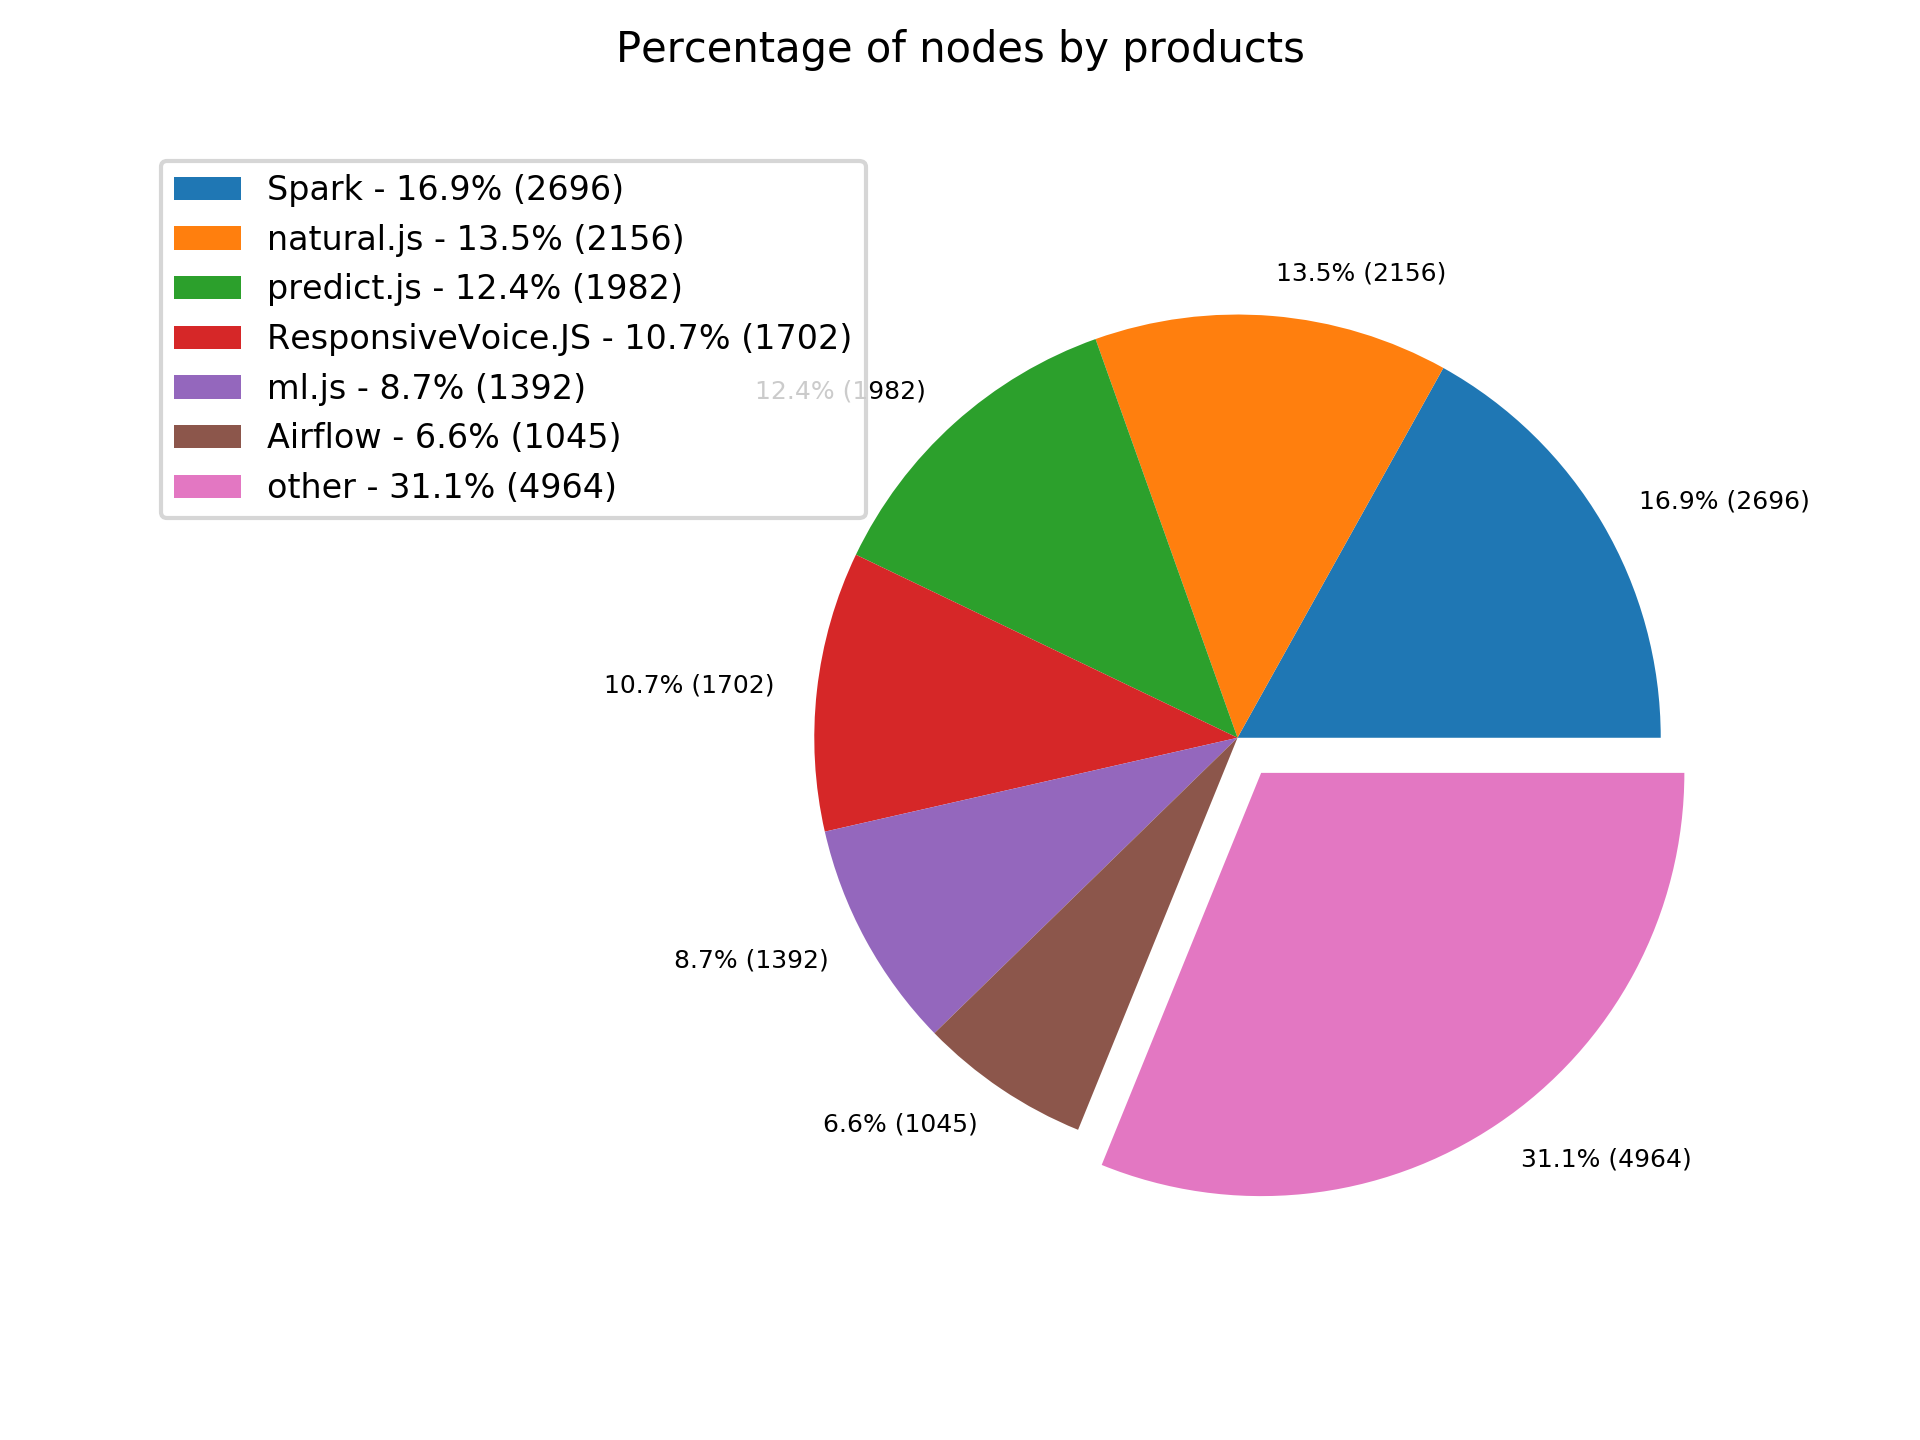 Percentage of nodes by products
Spark - 16.9% (2696)
natural.js - 13.5% (2156)
predict.js - 12.4% (1982)
ResponsiveVoice.JS - 10.7% (1702)
ml.js - 8.7% (1392)
Airflow - 6.6% (1045)
other - 31.1% (4964)
13.5% (2156)
12.4% (1982)
16.9% (2696)
10.7% (1702)
8.7% (1392)
6.6% (1045)
31.1% (4964)